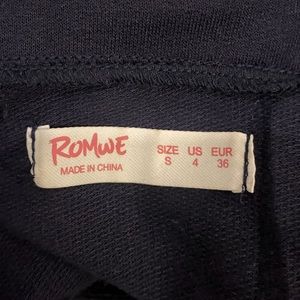 ROMWE
MADE IN CHINA
SIZE US EUR
S 4 36